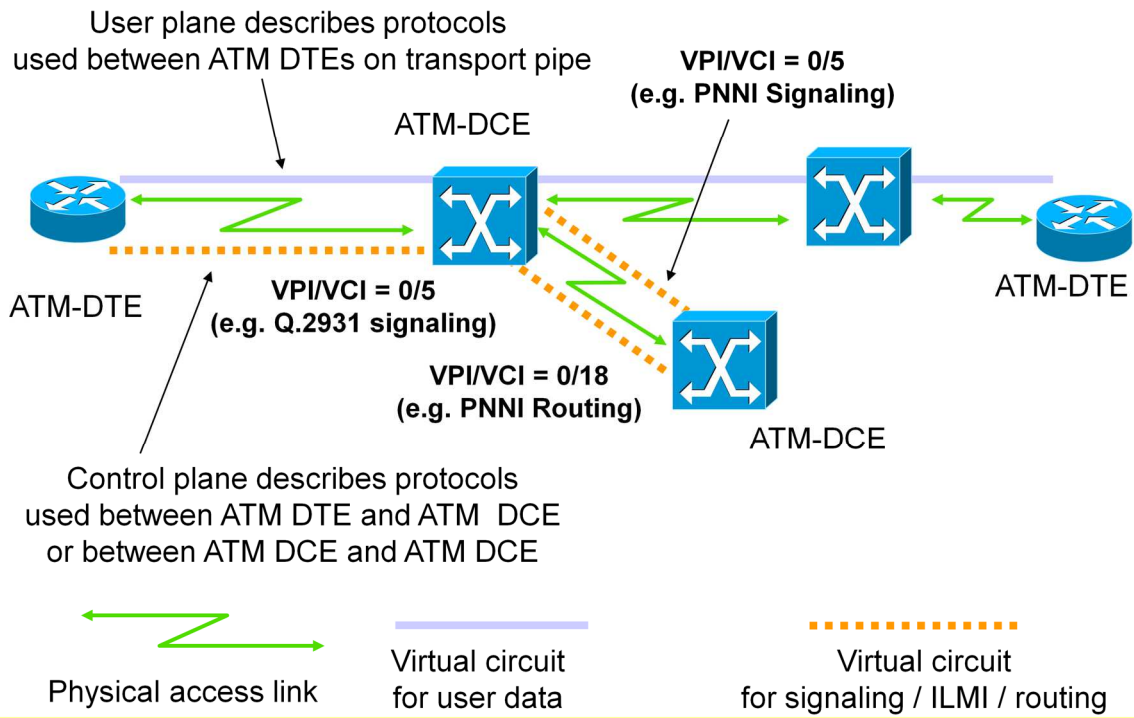 User plane describes protocols
used between ATM DTEs on transport pipe
VPI/VCI = 0/5
(e.g. PNNI Signaling)
ATM-DCE
ATM-DTE
VPI/VCI = 0/5
(e.g. Q.2931 signaling)
ATM-DTE
VPI/VCI = 0/18
(e.g. PNNI Routing)
ATM-DCE
Control plane describes protocols
used between ATM DTE and ATM DCE
or between ATM DCE and ATM DCE
Physical access link
Virtual circuit
for user data
Virtual circuit
for signaling / ILMI / routing